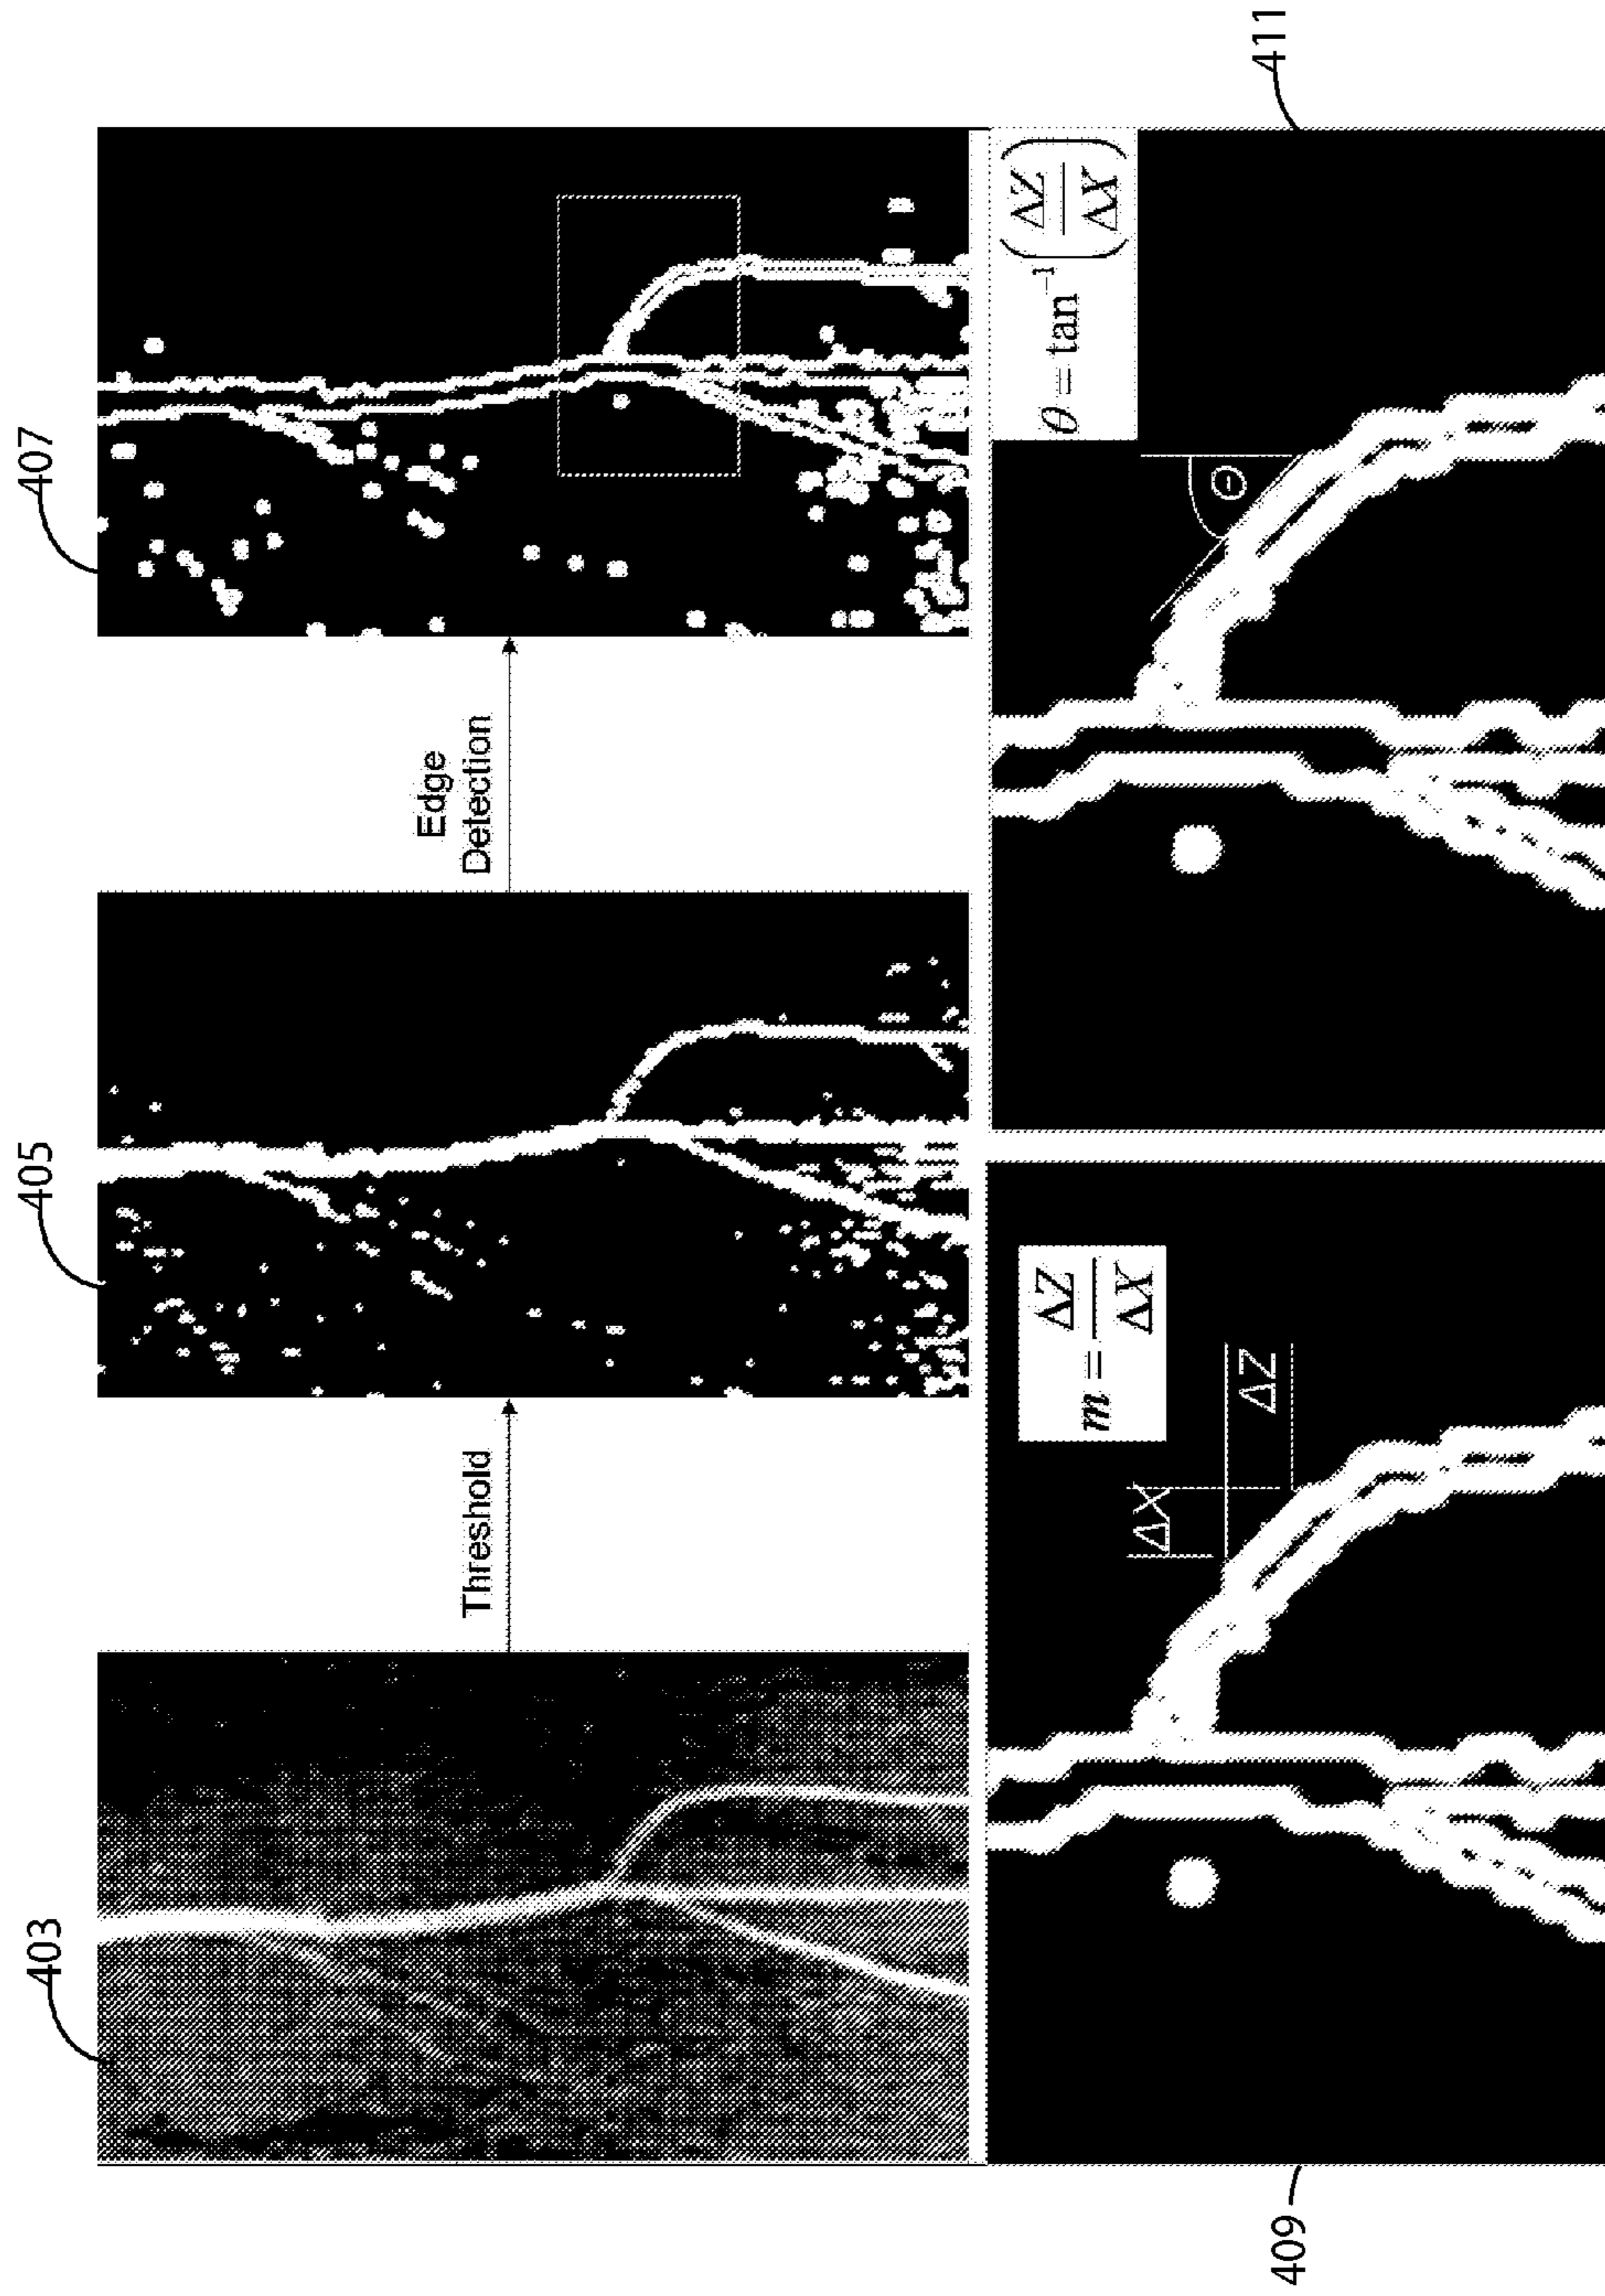 403
405
407
Threshold
Edge
Detection
m = ΔZ/ΔX
ΔX
ΔZ
θ = tan⁻¹(ΔZ/ΔX)
Θ
409
411